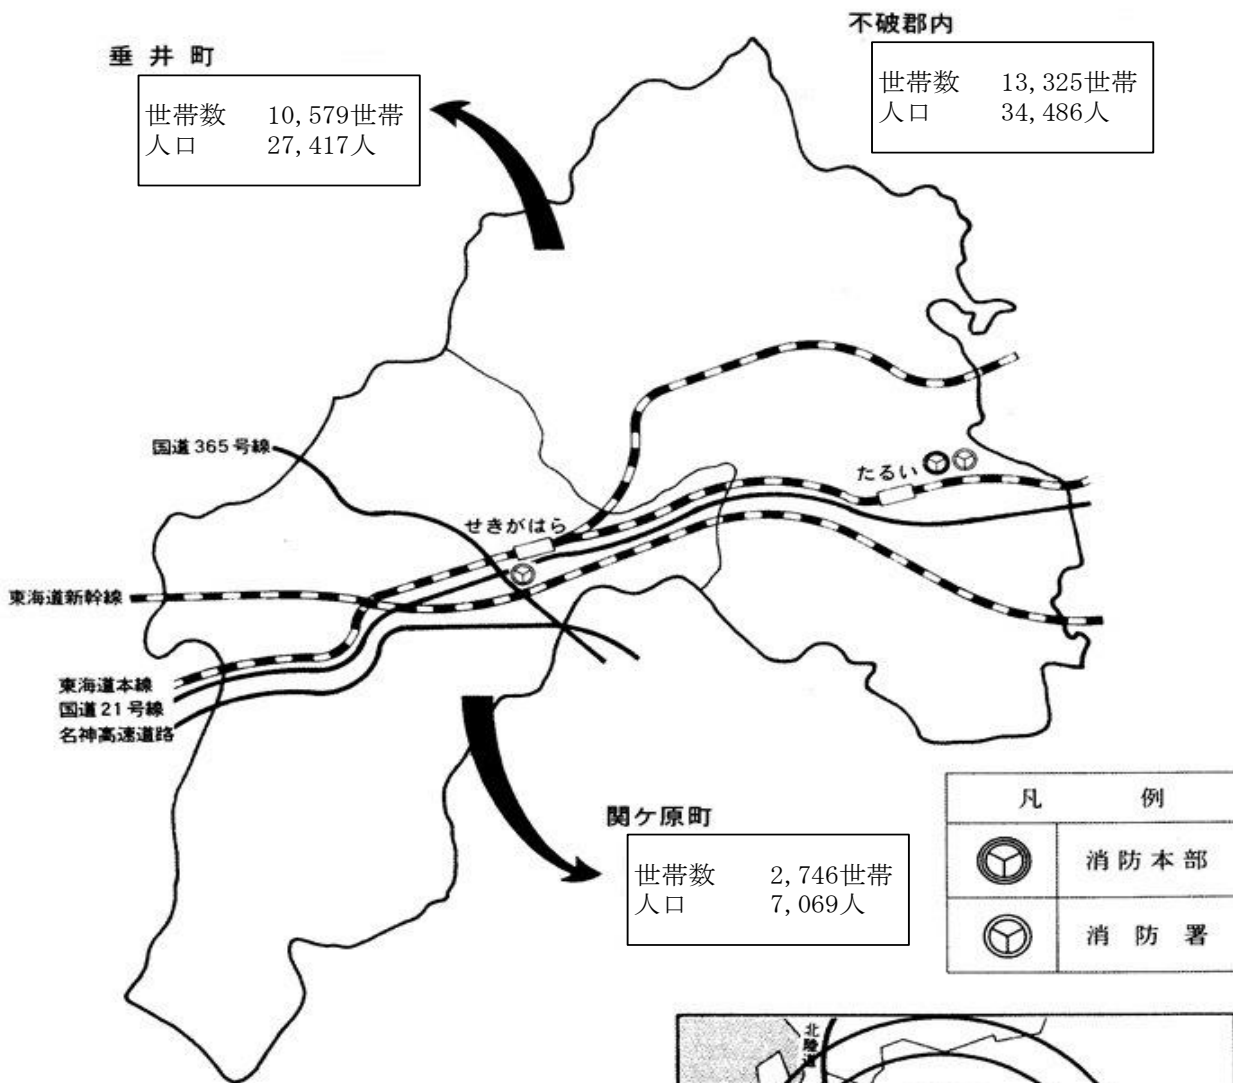 不破郡内
世帯数 13,325世帯
人口 34,486人
垂井町
世帯数 10,579世帯
人口 27,417人
国道365号線
たるい
せきがはら
東海道新幹線
東海道本線
国道21号線
名神高速道路
関ケ原町
世帯数 2,746世帯
人口 7,069人
凡例
消防本部
消防署
北陸道